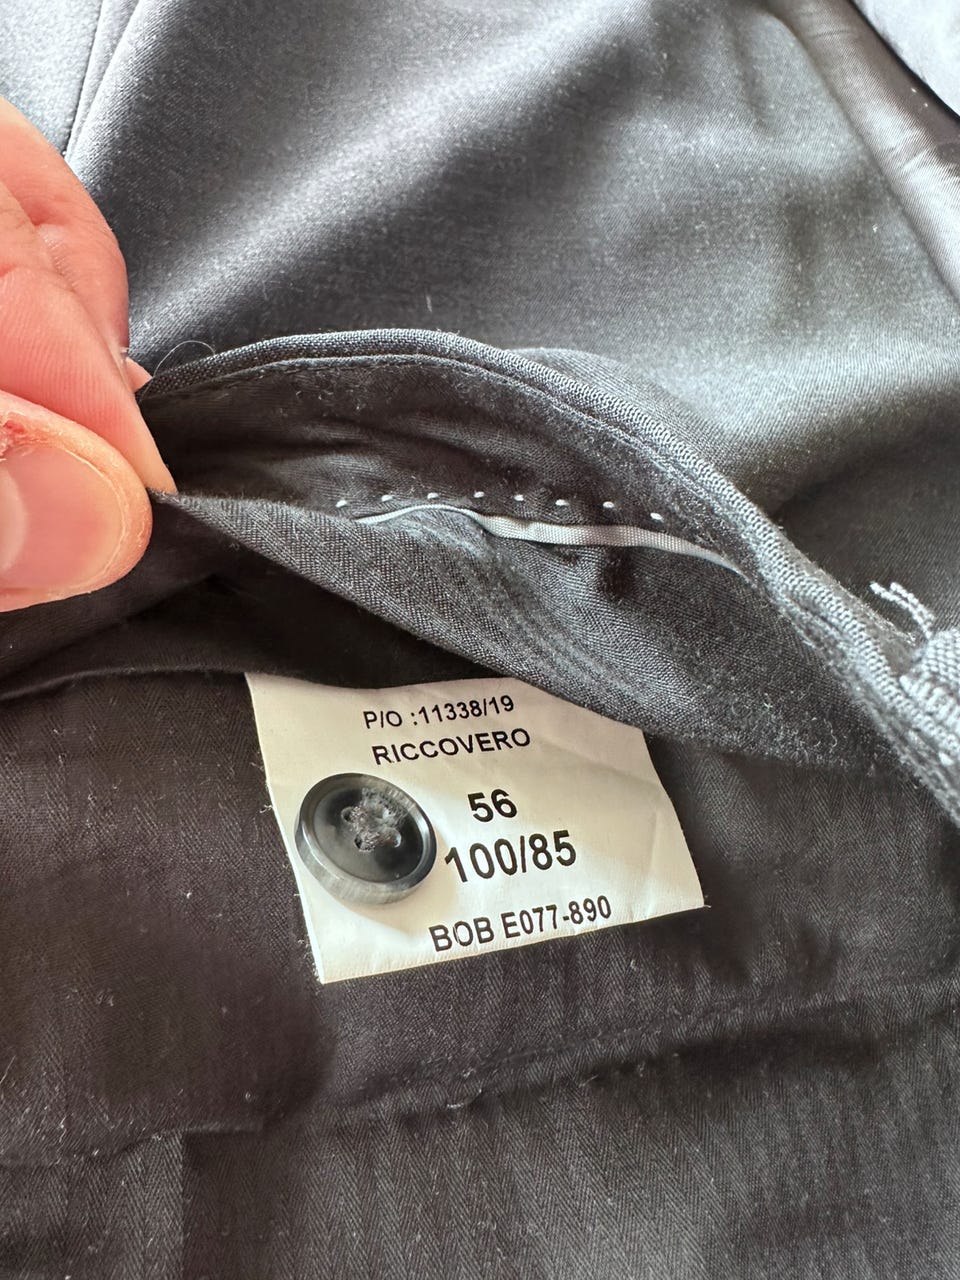 P/O :11338/19
RICCOVERO
56
100/85
BOB E077-890